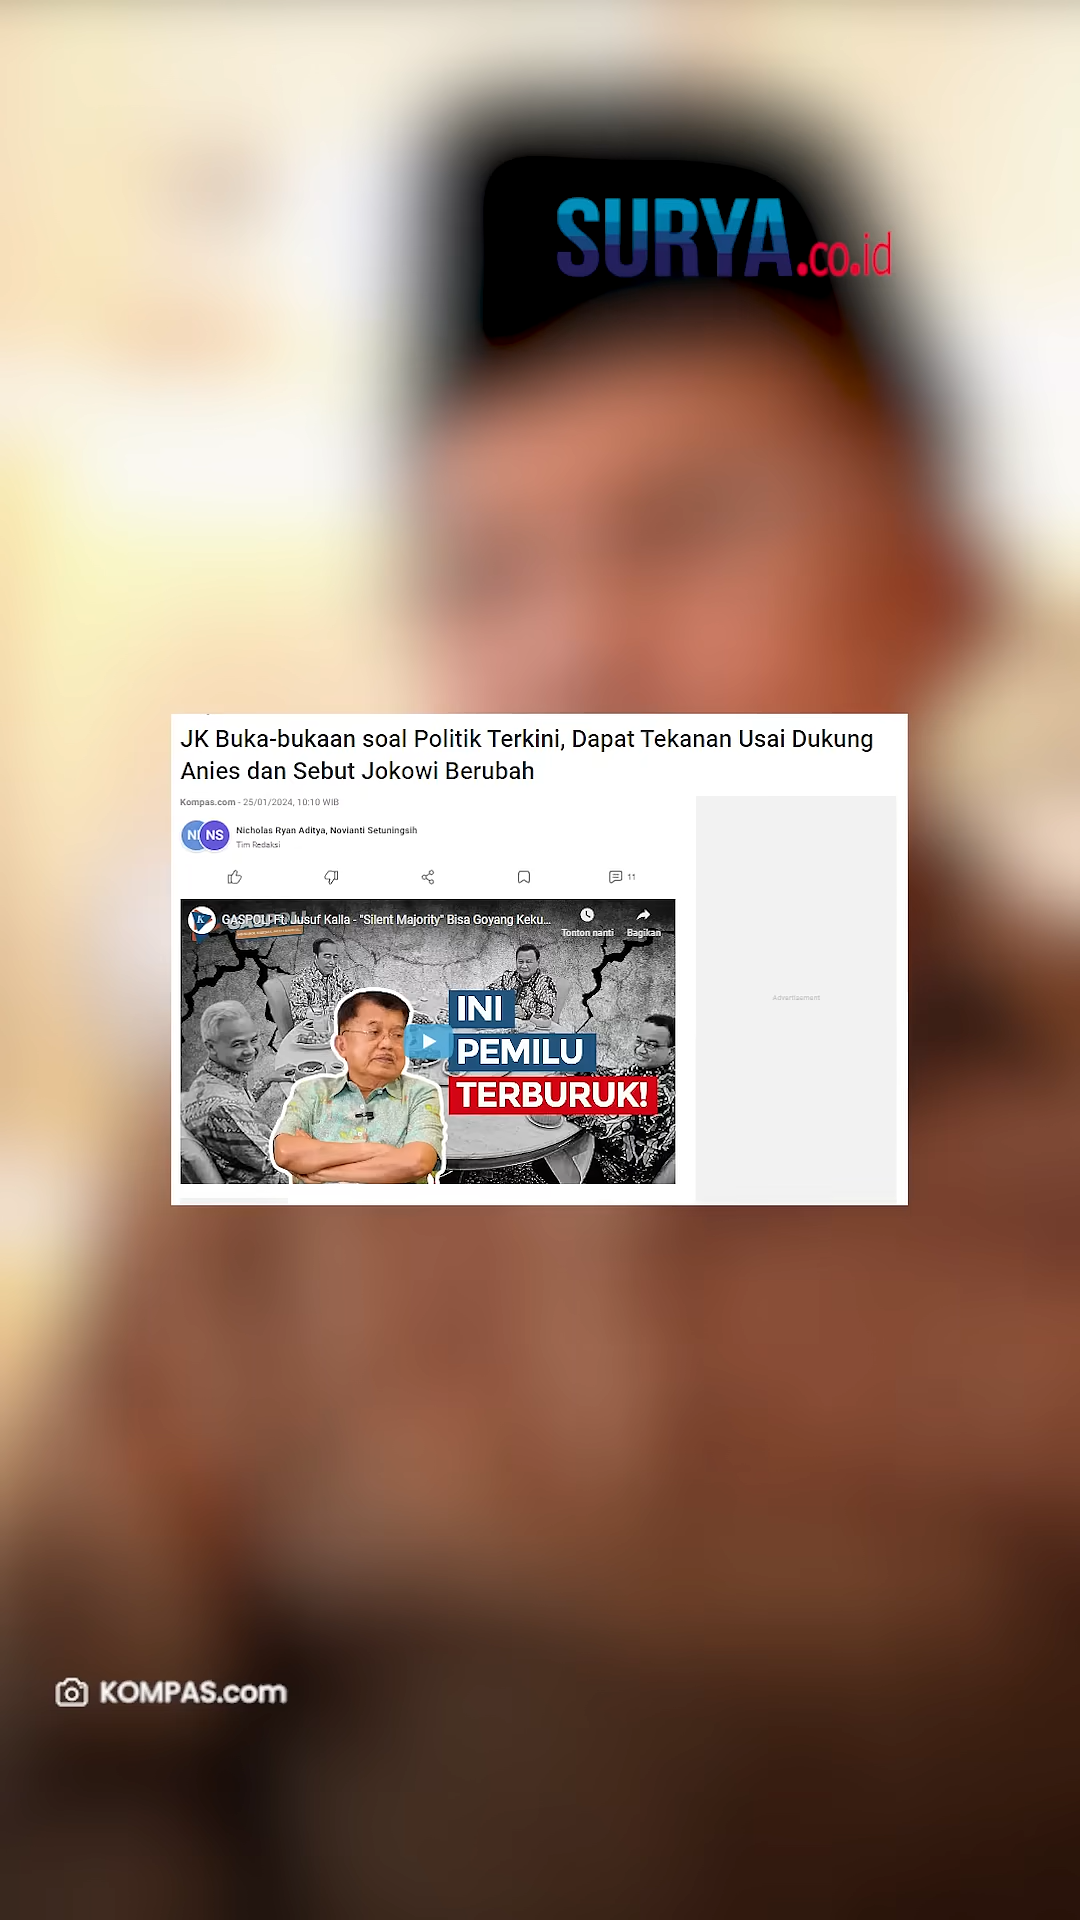 SURYA.co.id
JK Buka-bukaan soal Politik Terkini, Dapat Tekanan Usai Dukung
Anies dan Sebut Jokowi Berubah
Kompas.com - 25/01/2024, 10:10 WIB
NS
Nicholas Ryan Aditya, Novianti Setuningsih
Tim Redaksi
11
GASPOL! Ft. Jusuf Kalla - "Silent Majority" Bisa Goyang Keku...
Tonton nanti
Bagikan
INI
PEMILU
TERBURUK!
Advertisement
KOMPAS.com